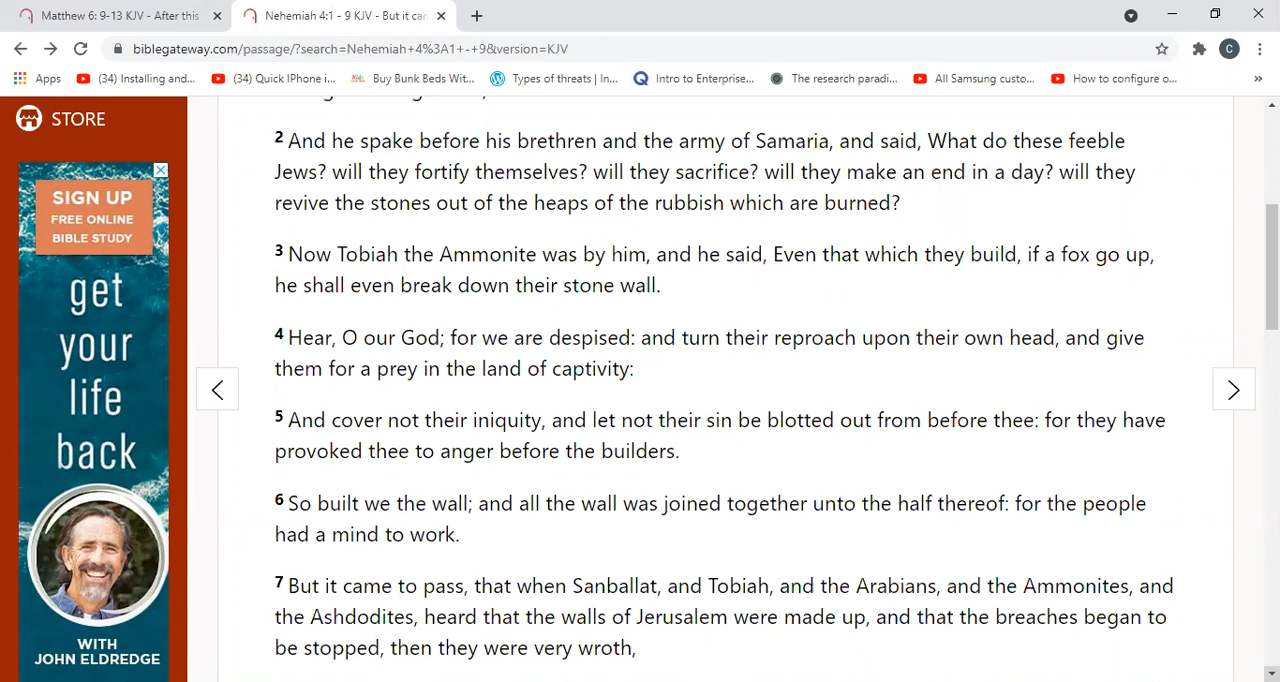 Matthew 6: 9-13 KJV - After this
Nehemiah 4:1 - 9 KJV - But it car
biblegateway.com/passage/?search=Nehemiah+4%3A1+-+9&version=KJV
C
Apps
(34) Installing and...
(34) Quick IPhone i...
Buy Bunk Beds Wit...
Types of threats | In...
Intro to Enterprise...
The research paradi...
All Samsung custo...
How to configure o...
STORE
SIGN UP
FREE ONLINE
BIBLE STUDY
get
your
life
back
WITH
JOHN ELDREDGE
2 And he spake before his brethren and the army of Samaria, and said, What do these feeble
Jews? will they fortify themselves? will they sacrifice? will they make an end in a day? will they
revive the stones out of the heaps of the rubbish which are burned?
3 Now Tobiah the Ammonite was by him, and he said, Even that which they build, if a fox go up,
he shall even break down their stone wall.
4 Hear, O our God; for we are despised: and turn their reproach upon their own head, and give
them for a prey in the land of captivity:
5 And cover not their iniquity, and let not their sin be blotted out from before thee: for they have
provoked thee to anger before the builders.
6 So built we the wall; and all the wall was joined together unto the half thereof: for the people
had a mind to work.
7 But it came to pass, that when Sanballat, and Tobiah, and the Arabians, and the Ammonites, and
the Ashdodites, heard that the walls of Jerusalem were made up, and that the breaches began to
be stopped, then they were very wroth,